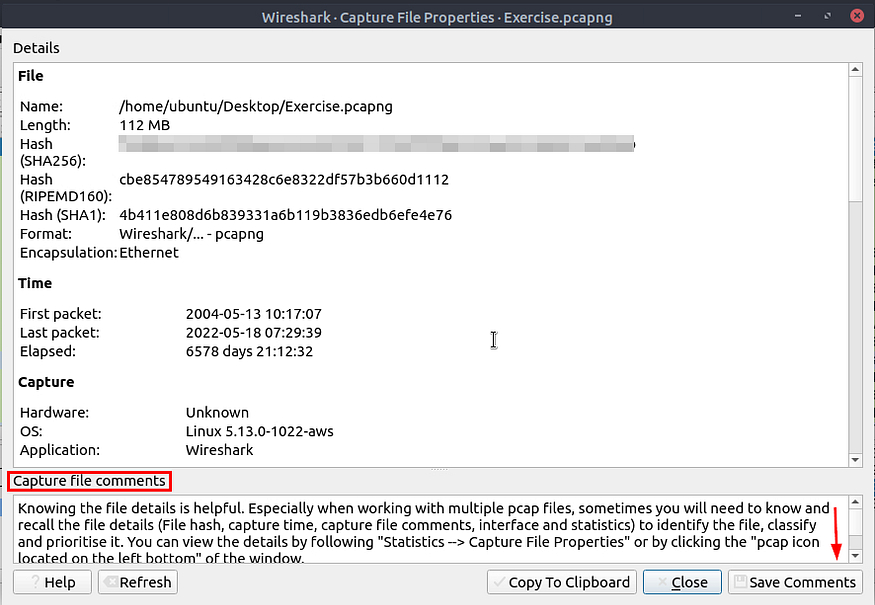 Wireshark · Capture File Properties · Exercise.pcapng
Details
File
Name: /home/ubuntu/Desktop/Exercise.pcapng
Length: 112 MB
Hash
(SHA256):
Hash cbe854789549163428c6e8322df57b3b660d1112
(RIPEMD160):
Hash (SHA1): 4b411e808d6b839331a6b119b3836edb6efe4e76
Format: Wireshark/... - pcapng
Encapsulation: Ethernet
Time
First packet: 2004-05-13 10:17:07
Last packet: 2022-05-18 07:29:39
Elapsed: 6578 days 21:12:32
Capture
Hardware: Unknown
OS: Linux 5.13.0-1022-aws
Application: Wireshark
Capture file comments
Knowing the file details is helpful. Especially when working with multiple pcap files, sometimes you will need to know and
recall the file details (File hash, capture time, capture file comments, interface and statistics) to identify the file, classify
and prioritise it. You can view the details by following "Statistics --> Capture File Properties" or by clicking the "pcap icon
located on the left bottom" of the window.
? Help Refresh Copy To Clipboard Close Save Comments